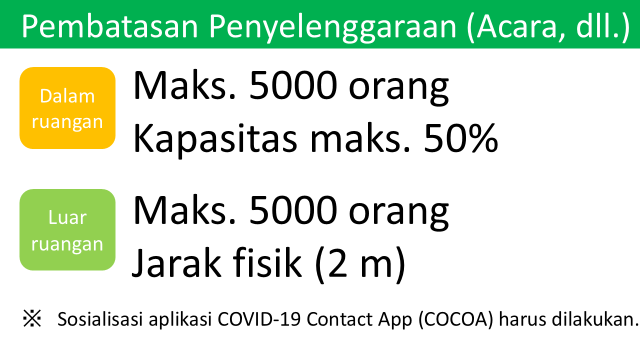 Pembatasan Penyelenggaraan (Acara, dll.)
Dalam
ruangan
Maks. 5000 orang
Kapasitas maks. 50%
Luar
ruangan
Maks. 5000 orang
Jarak fisik (2 m)
※ Sosialisasi aplikasi COVID-19 Contact App (COCOA) harus dilakukan.